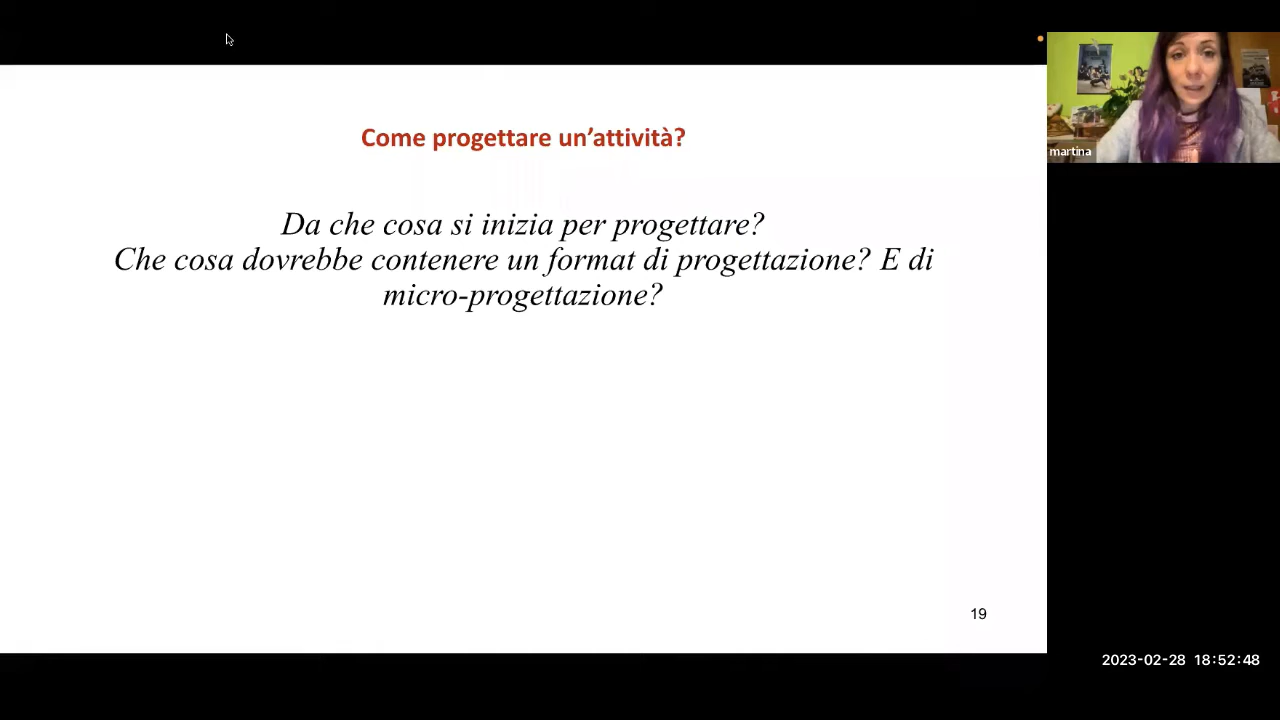 Come progettare un’attività?
Da che cosa si inizia per progettare?
Che cosa dovrebbe contenere un format di progettazione? E di
micro-progettazione?
19
martina
2023-02-28 18:52:48